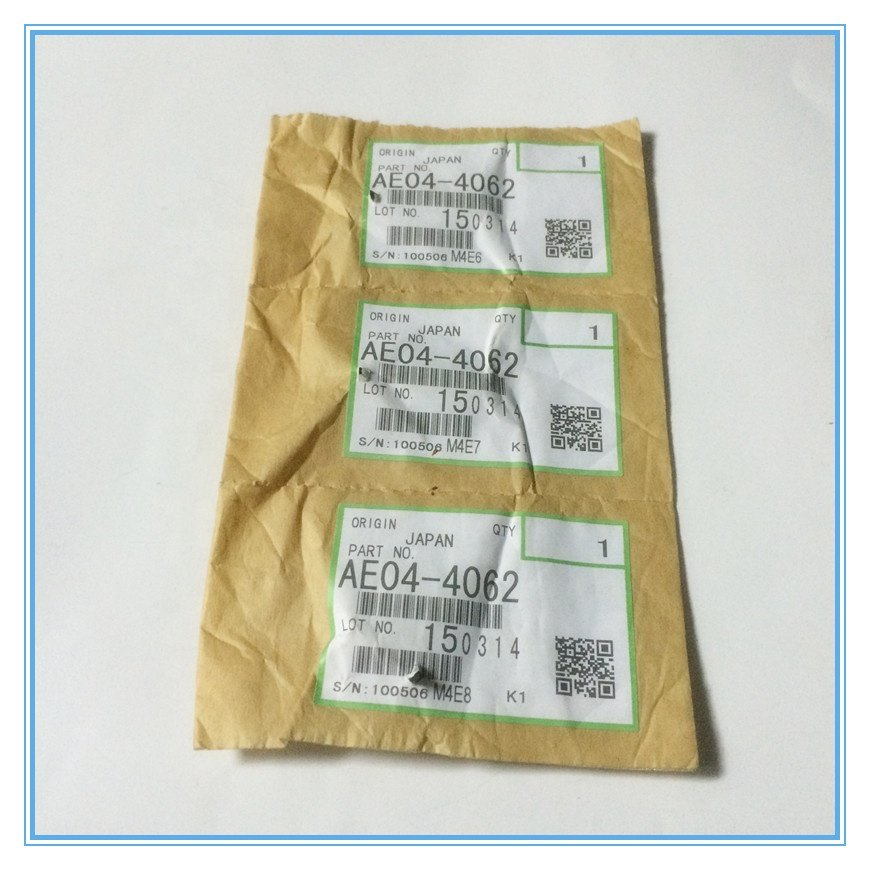 ORIGIN QTY 1
JAPAN
PART NO.
AE04-4062
LOT NO. 150314
S/N:100506 M4E6 K1
ORIGIN QTY 1
JAPAN
PART NO.
AE04-4062
LOT NO. 150314
S/N:100506 M4E7 K1
ORIGIN QTY 1
JAPAN
PART NO.
AE04-4062
LOT NO. 150314
S/N:100506 M4E8 K1